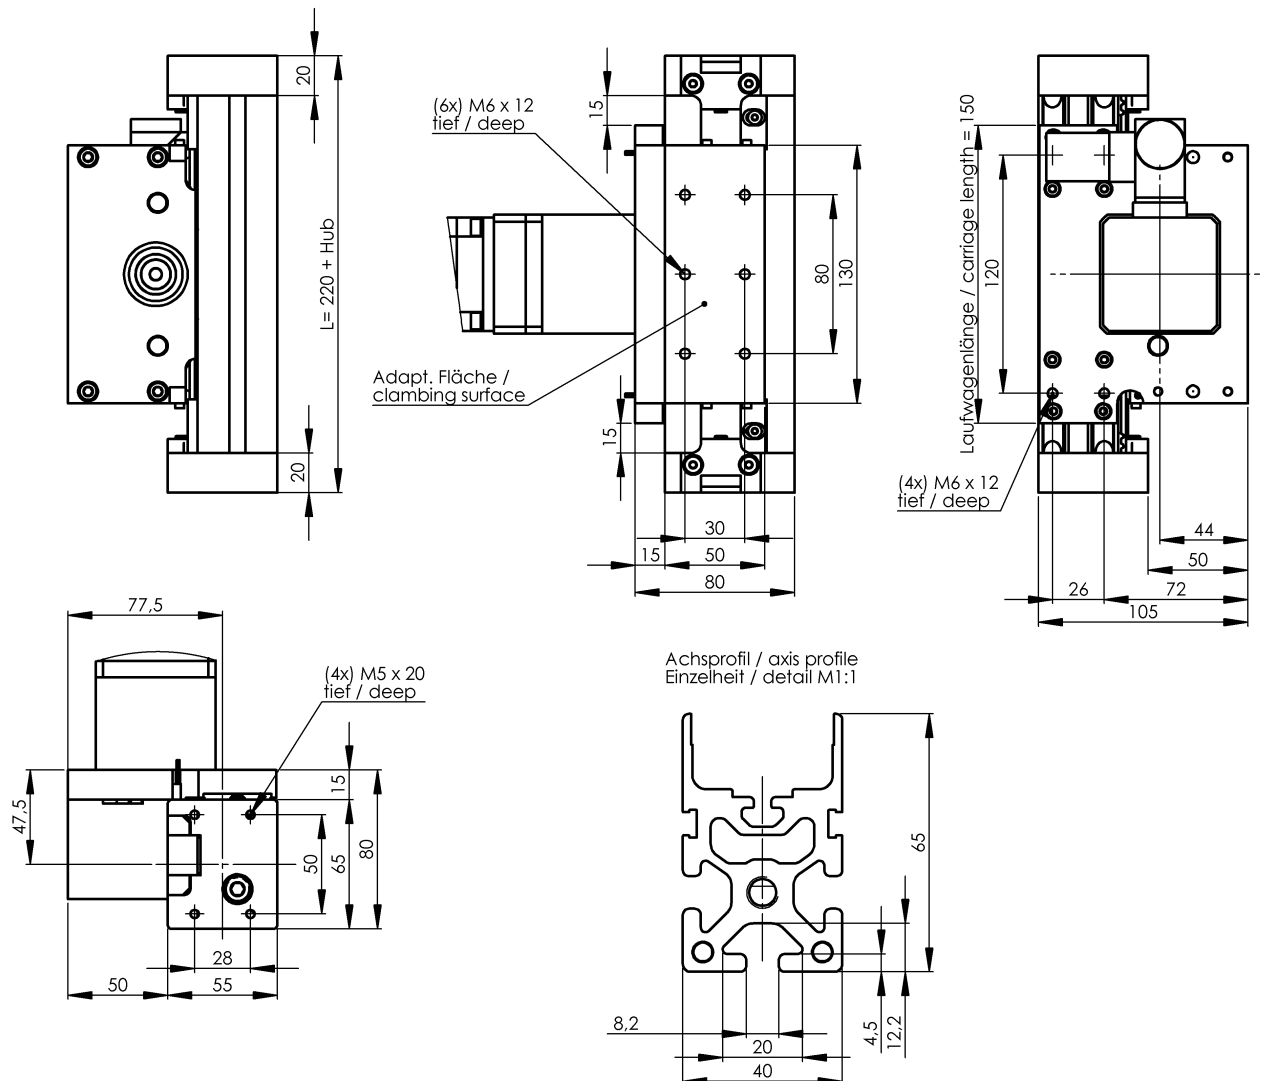 20
L= 220 + Hub
20
(6x) M6 x 12
tief / deep
15
80
130
Adapt. Fläche /
clambing surface
15
30
15
50
80
Laufwagenlänge / carriage length = 150
120
(4x) M6 x 12
tief / deep
44
50
26
72
105
77,5
(4x) M5 x 20
tief / deep
47,5
15
50
65
80
28
50
55
Achsprofil / axis profile
Einzelheit / detail M1:1
65
8,2
4,5
12,2
20
40